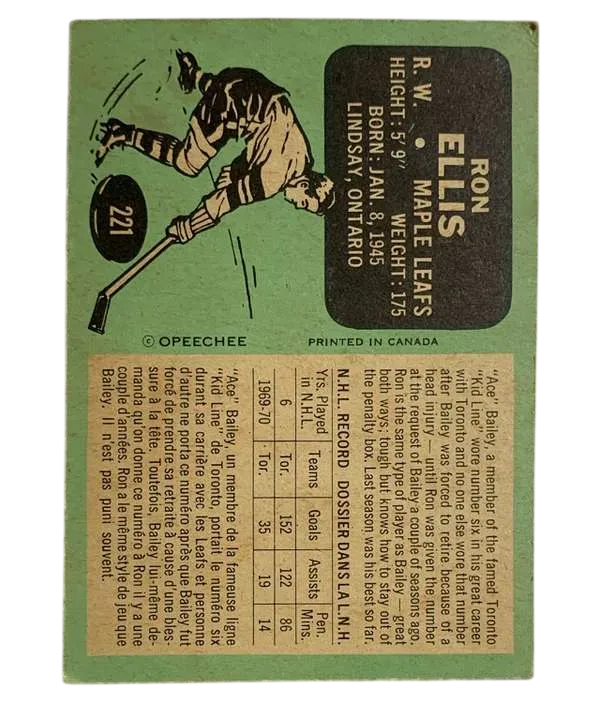 RON
ELLIS
R. W. • MAPLE LEAFS
HEIGHT: 5' 9" WEIGHT: 175
BORN: JAN. 8, 1945
LINDSAY, ONTARIO
221
© OPEECHEE PRINTED IN CANADA
"Ace" Bailey, a member of the famed Toronto
"Kid Line" wore number six in his great career
with Toronto and no one else wore that number
after Bailey was forced to retire because of a
head injury — until Ron was given the number
at the request of Bailey a couple of seasons ago.
Ron is the same type of player as Bailey — great
both ways; tough but knows how to stay out of
the penalty box. Last season was his best so far.
N.H.L. RECORD DOSSIER DANS LA L.N.H.
Yrs. Played in N.H.L. Teams Goals Assists Pen. Mins.
6 Tor. 152 122 86
1969-70 Tor. 35 19 14
"Ace" Bailey, un membre de la fameuse ligne
"Kid Line" de Toronto, portait le numéro six
durant sa carrière avec les Leafs et personne
d'autre ne porta ce numéro après que Bailey fut
forcé de prendre sa retraite à cause d'une bles-
sure à la tête. Toutefois, Bailey lui-même de-
manda qu'on donne ce numéro à Ron il y a une
couple d'années. Ron a le même style de jeu que
Bailey. Il n'est pas puni souvent.